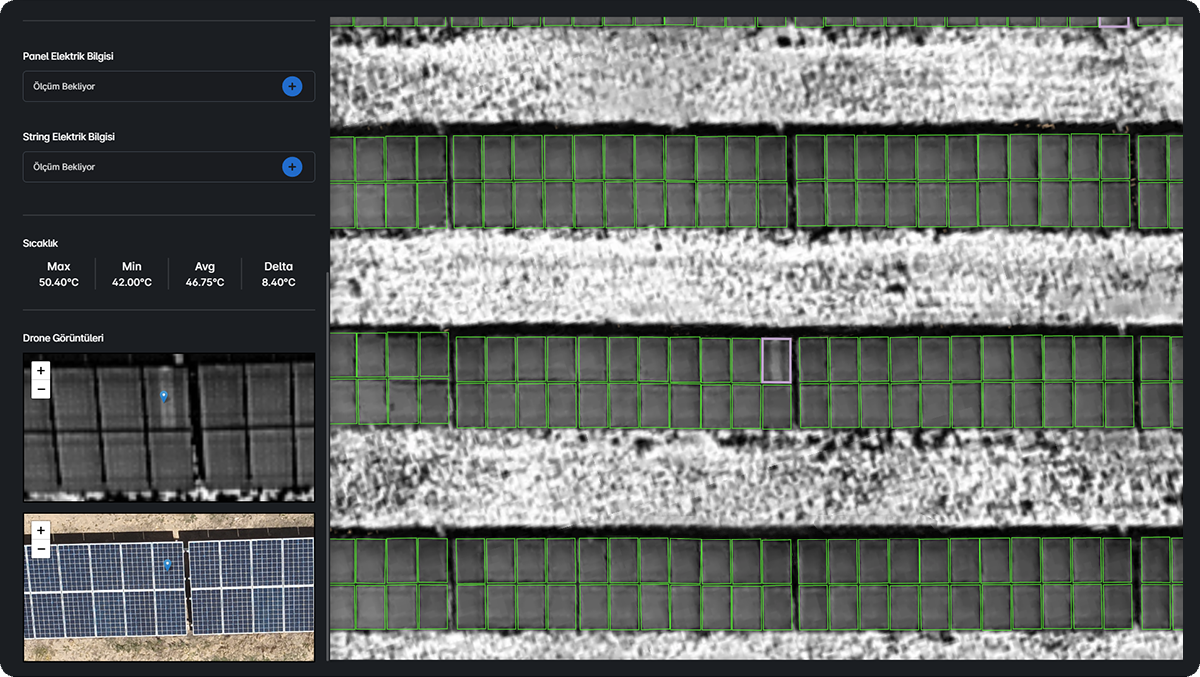 Panel Elektrik Bilgisi
Ölçüm Bekliyor
+
String Elektrik Bilgisi
Ölçüm Bekliyor
+
Sıcaklık
Max Min Avg Delta
50.40°C 42.00°C 46.75°C 8.40°C
Drone Görüntüleri
+
−
+
−